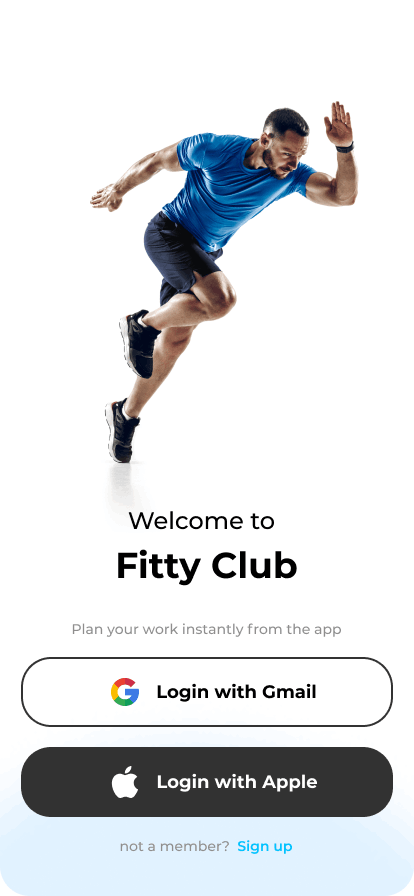 Welcome to
Fitty Club
Plan your work instantly from the app
Login with Gmail
Login with Apple
not a member? Sign up